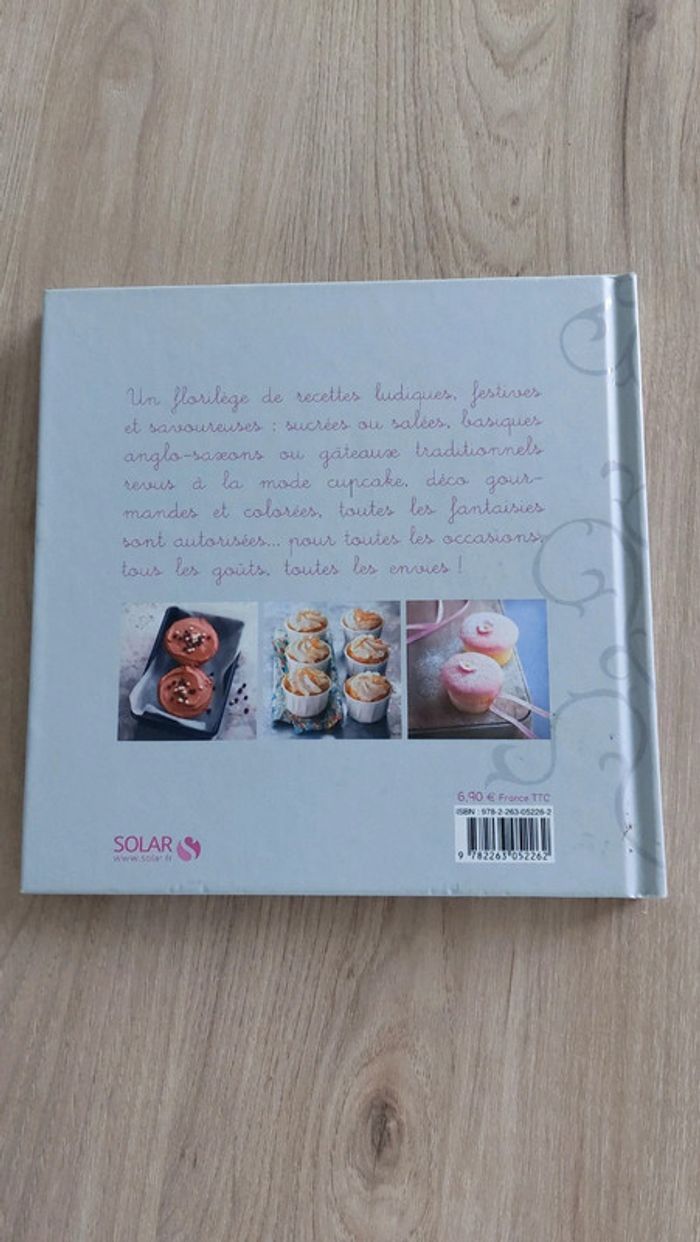 Un florilège de recettes ludiques, festives
et savoureuses : sucrées ou salées, basiques
anglo-saxons ou gâteaux traditionnels
revus à la mode cupcake, déco gour-
mandes et colorées, toutes les fantaisies
sont autorisées... pour toutes les occasions,
tous les goûts, toutes les envies !
6,90 € France TTC
ISBN : 978-2-263-05226-2
9 782263 052262
SOLAR
www.solar.fr